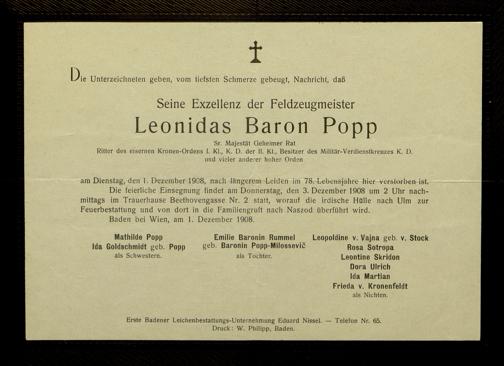 Die Unterzeichneten geben, vom tiefsten Schmerze gebeugt, Nachricht, daß
Seine Exzellenz der Feldzeugmeister
Leonidas Baron Popp
Sr. Majestät Geheimer Rat
Ritter des eisernen Kronen-Ordens I. Kl., K. D. der II. Kl., Besitzer des Militär-Verdienstkreuzes K. D.
und vieler anderer hoher Orden
am Dienstag, den 1. Dezember 1908, nach längerem Leiden im 78. Lebensjahre hier verstorben ist.
Die feierliche Einsegnung findet am Donnerstag, den 3. Dezember 1908 um 2 Uhr nach-
mittags im Trauerhause Beethovengasse Nr. 2 statt, worauf die irdische Hülle nach Ulm zur
Feuerbestattung und von dort in die Familiengruft nach Naszod überführt wird.
Baden bei Wien, am 1. Dezember 1908.
Mathilde Popp
Ida Goldschmidt geb. Popp
als Schwestern.
Emilie Baronin Rummel
geb. Baronin Popp-Milossevič
als Tochter.
Leopoldine v. Vajna geb. v. Stock
Rosa Sotropa
Leontine Skridon
Dora Ulrich
Ida Martian
Frieda v. Kronenfeldt
als Nichten.
Erste Badener Leichenbestattungs-Unternehmung Eduard Nissel. — Telefon Nr. 65.
Druck: W. Philipp, Baden.